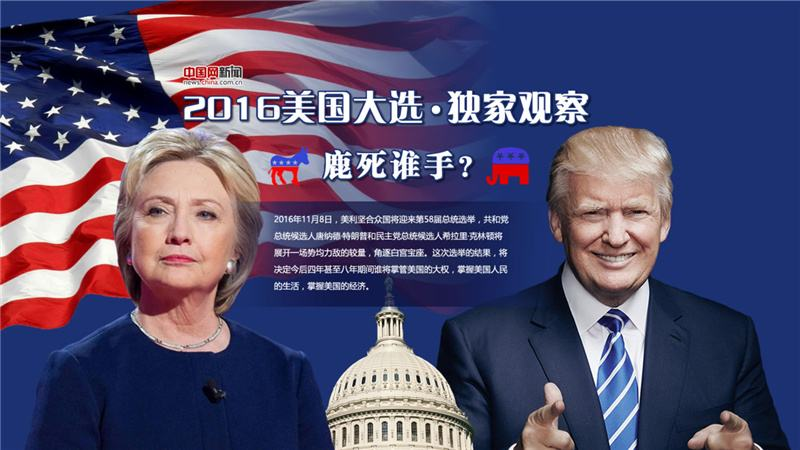 中国网新闻
news.china.com.cn
2016美国大选·独家观察
鹿死谁手?
2016年11月8日，美利坚合众国将迎来第58届总统选举，共和党
总统候选人唐纳德·特朗普和民主党总统候选人希拉里·克林顿将
展开一场势均力敌的较量，角逐白宫宝座。这次选举的结果，将
决定今后四年甚至八年期间谁将掌管美国的大权，掌握美国人民
的生活，掌握美国的经济。